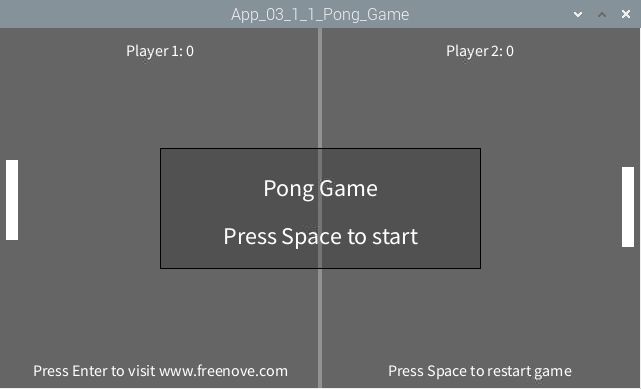 App_03_1_1_Pong_Game
Player 1: 0
Player 2: 0
Pong Game
Press Space to start
Press Enter to visit www.freenove.com
Press Space to restart game